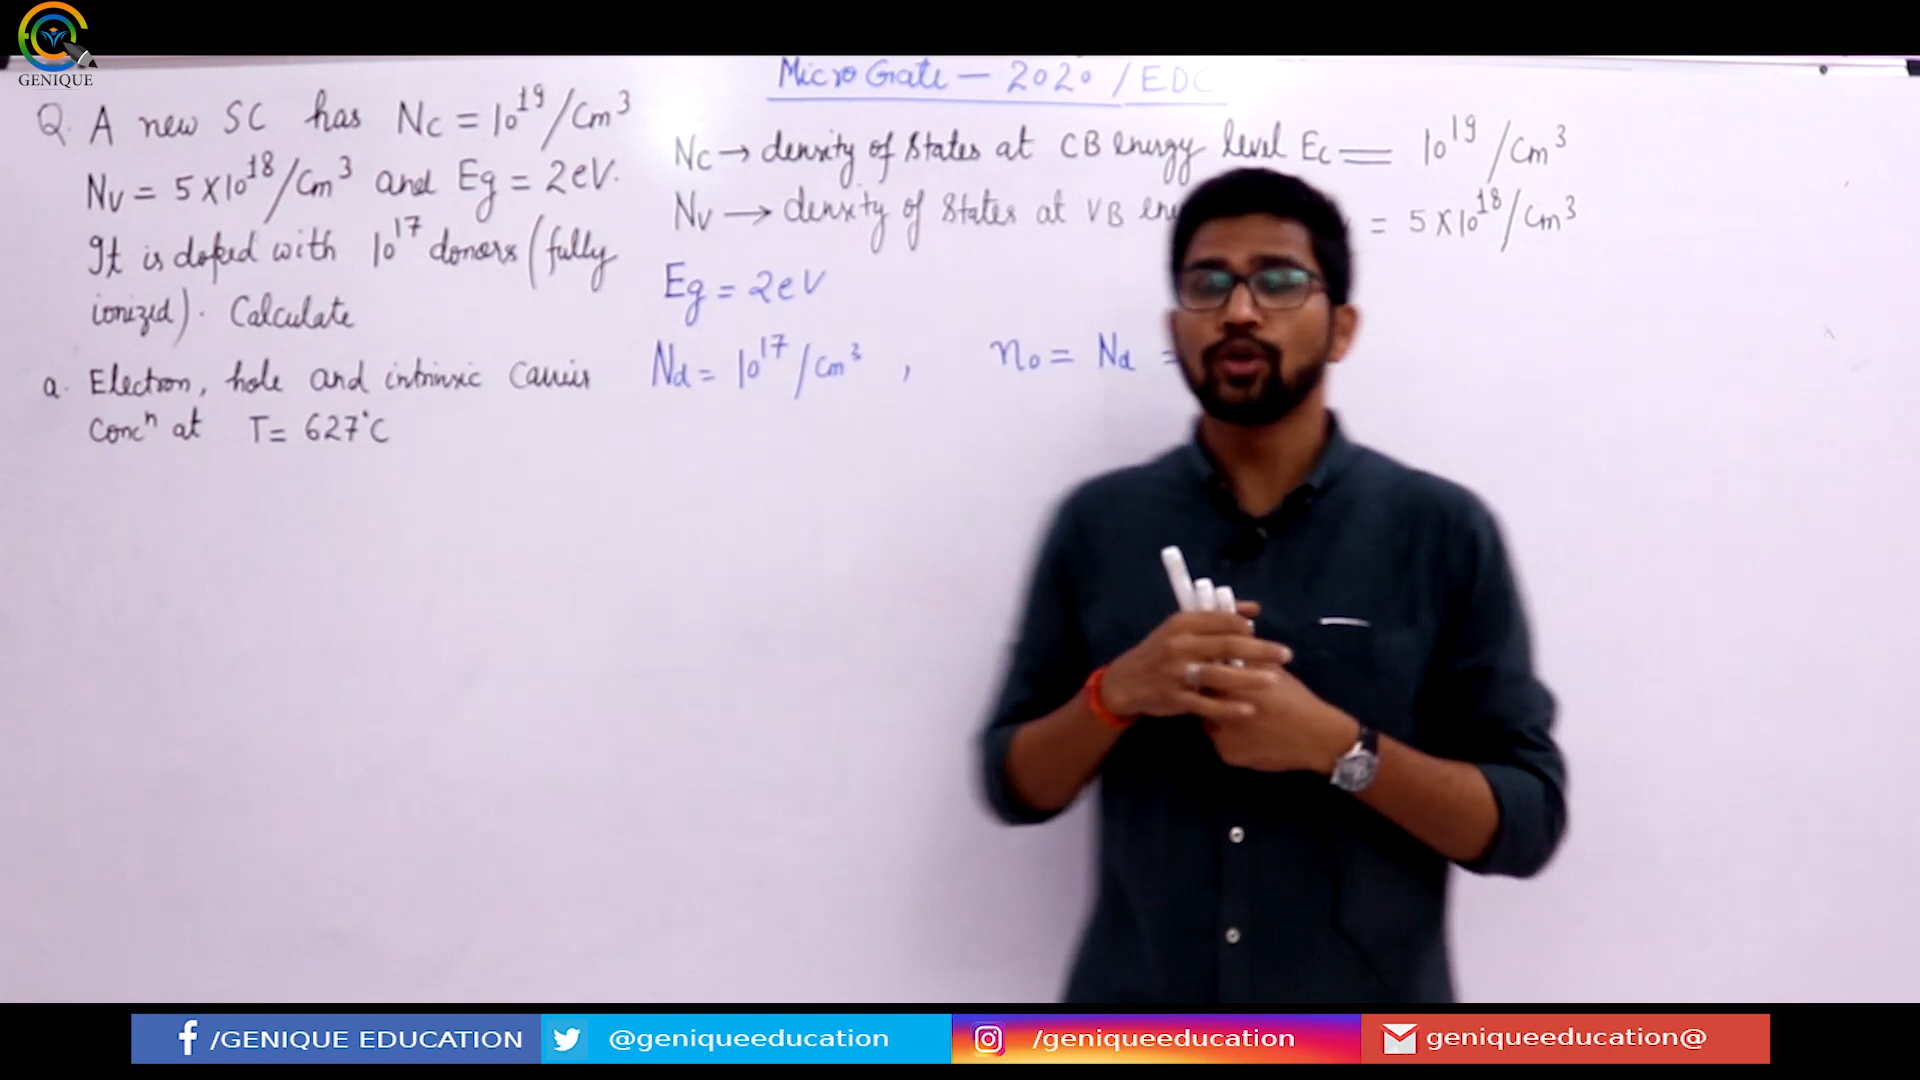 GENIQUE
Micro Gate — 2020 / EDC
Q. A new SC has Nc = 10^19/Cm^3
Nv = 5X10^18/Cm^3 and Eg = 2eV.
It is doped with 10^17 doners (fully
ionized). Calculate
a. Electron, hole and intrinsic Carrier
Conc^n at T= 627°C
Nc → density of States at CB energy level Ec = 10^19 /Cm^3
Nv → density of States at VB = 5X10^18/Cm^3
Eg = 2eV
Nd = 10^17/Cm^3 , no = Nd =
/GENIQUE EDUCATION
@geniqueeducation
/geniqueeducation
geniqueeducation@